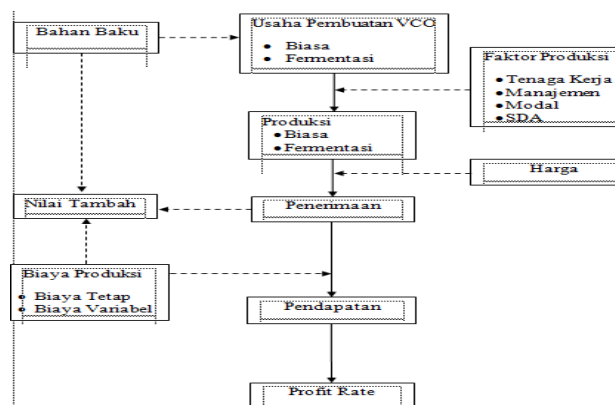 Bahan Baku
Usaha Pembuatan VCO
● Biasa
● Fermentasi
Faktor Produksi
● Tenaga Kerja
● Manajemen
● Modal
● SDA
Produksi
● Biasa
● Fermentasi
Harga
Nilai Tambah
Penerimaan
Biaya Produksi
● Biaya Tetap
● Biaya Variabel
Pendapatan
Profit Rate